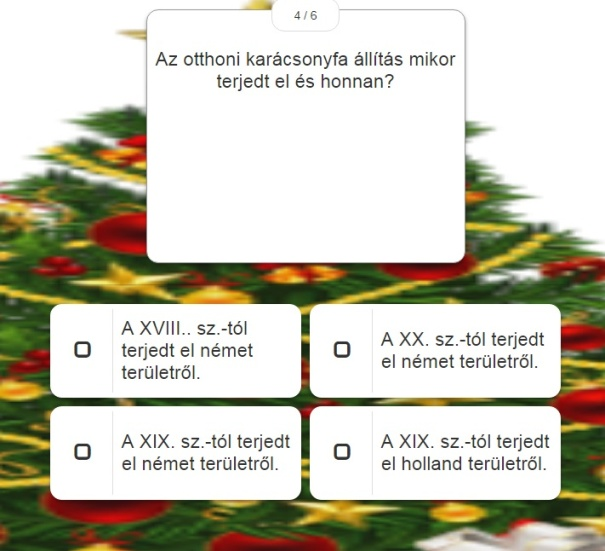 4 / 6
Az otthoni karácsonyfa állítás mikor
terjedt el és honnan?
A XVIII.. sz.-tól
terjedt el német
területről.
A XX. sz.-tól terjedt
el német területről.
A XIX. sz.-tól terjedt
el német területről.
A XIX. sz.-tól terjedt
el holland területről.